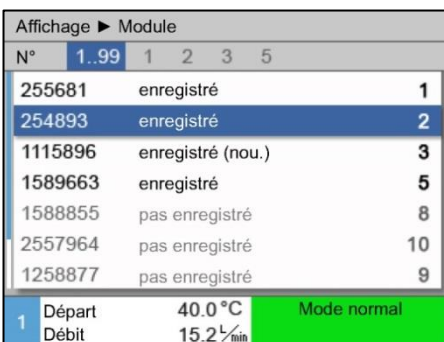 Affichage ► Module
N° 1..99 1 2 3 5
255681 enregistré 1
254893 enregistré 2
1115896 enregistré (nou.) 3
1589663 enregistré 5
1588855 pas enregistré 8
2557964 pas enregistré 10
1258877 pas enregistré 9
1 Départ 40.0 °C Mode normal
Débit 15.2 L/min